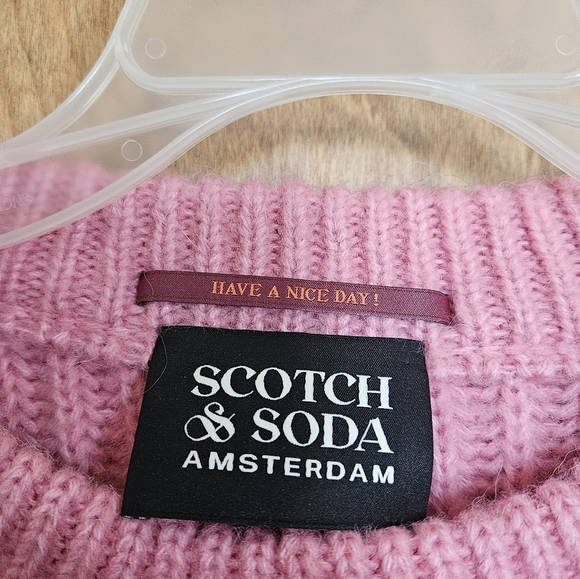 HAVE A NICE DAY!
SCOTCH
& SODA
AMSTERDAM